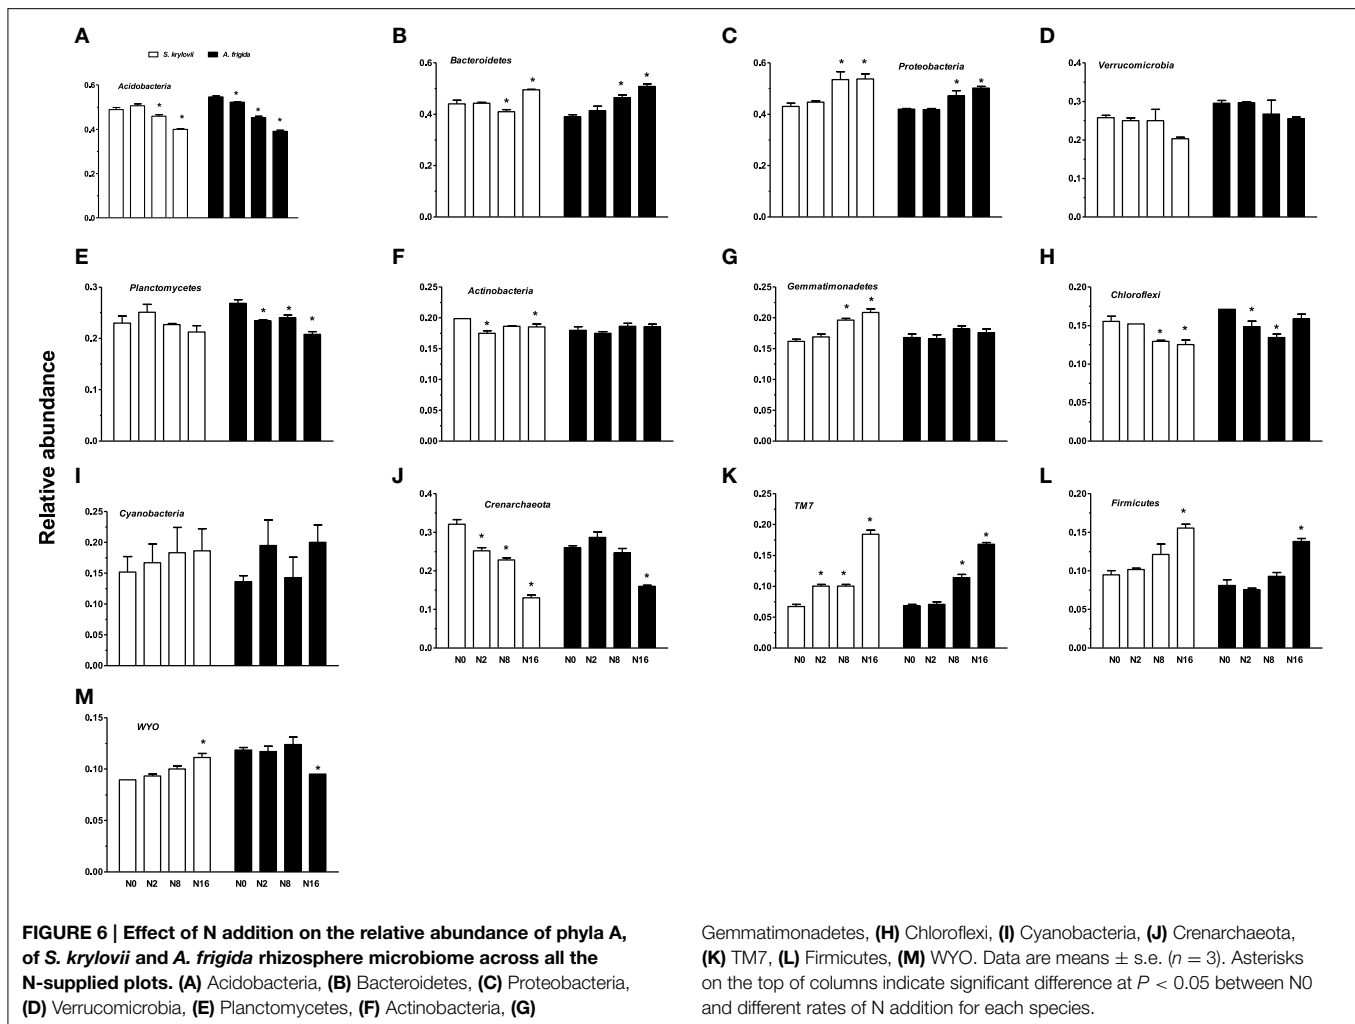 A
S. krylovii A. frigida
Acidobacteria
0.6
0.4
0.2
0.0
* *
* * *
B
Bacteroidetes
0.6
0.4
0.2
0.0
* *
* *
C
Proteobacteria
0.6
0.4
0.2
0.0
* *
* *
D
Verrucomicrobia
0.4
0.3
0.2
0.1
0.0
Relative abundance
E
Planctomycetes
0.3
0.2
0.1
0.0
* * *
F
Actinobacteria
0.25
0.20
0.15
0.10
0.05
0.00
* *
G
Gemmatimonadetes
0.25
0.20
0.15
0.10
0.05
0.00
* *
H
Chloroflexi
0.20
0.15
0.10
0.05
0.00
* *
* *
I
Cyanobacteria
0.25
0.20
0.15
0.10
0.05
0.00
J
Crenarchaeota
0.4
0.3
0.2
0.1
0.0
* * *
*
N0 N2 N8 N16 N0 N2 N8 N16
K
TM7
0.25
0.20
0.15
0.10
0.05
0.00
* * *
* *
N0 N2 N8 N16 N0 N2 N8 N16
L
Firmicutes
0.20
0.15
0.10
0.05
0.00
*
*
N0 N2 N8 N16 N0 N2 N8 N16
M
WYO
0.15
0.10
0.05
0.00
*
*
N0 N2 N8 N16 N0 N2 N8 N16
FIGURE 6 | Effect of N addition on the relative abundance of phyla A,
of S. krylovii and A. frigida rhizosphere microbiome across all the
N-supplied plots. (A) Acidobacteria, (B) Bacteroidetes, (C) Proteobacteria,
(D) Verrucomicrobia, (E) Planctomycetes, (F) Actinobacteria, (G)
Gemmatimonadetes, (H) Chloroflexi, (I) Cyanobacteria, (J) Crenarchaeota,
(K) TM7, (L) Firmicutes, (M) WYO. Data are means ± s.e. (n = 3). Asterisks
on the top of columns indicate significant difference at P < 0.05 between N0
and different rates of N addition for each species.